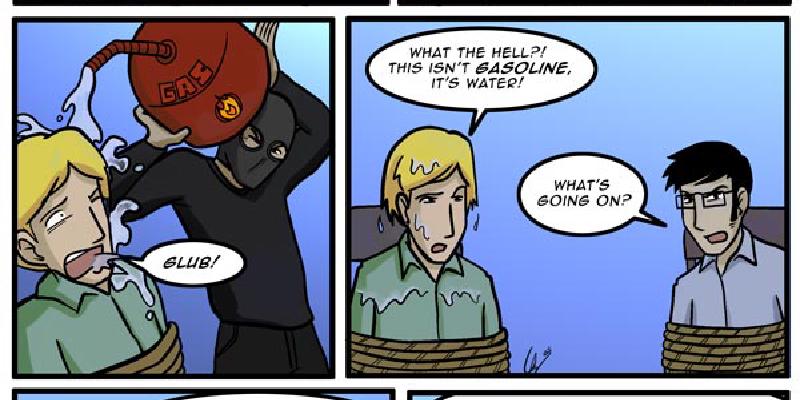 GAS
GLUB!
WHAT THE HELL?!
THIS ISN'T GASOLINE,
IT'S WATER!
WHAT'S
GOING ON?